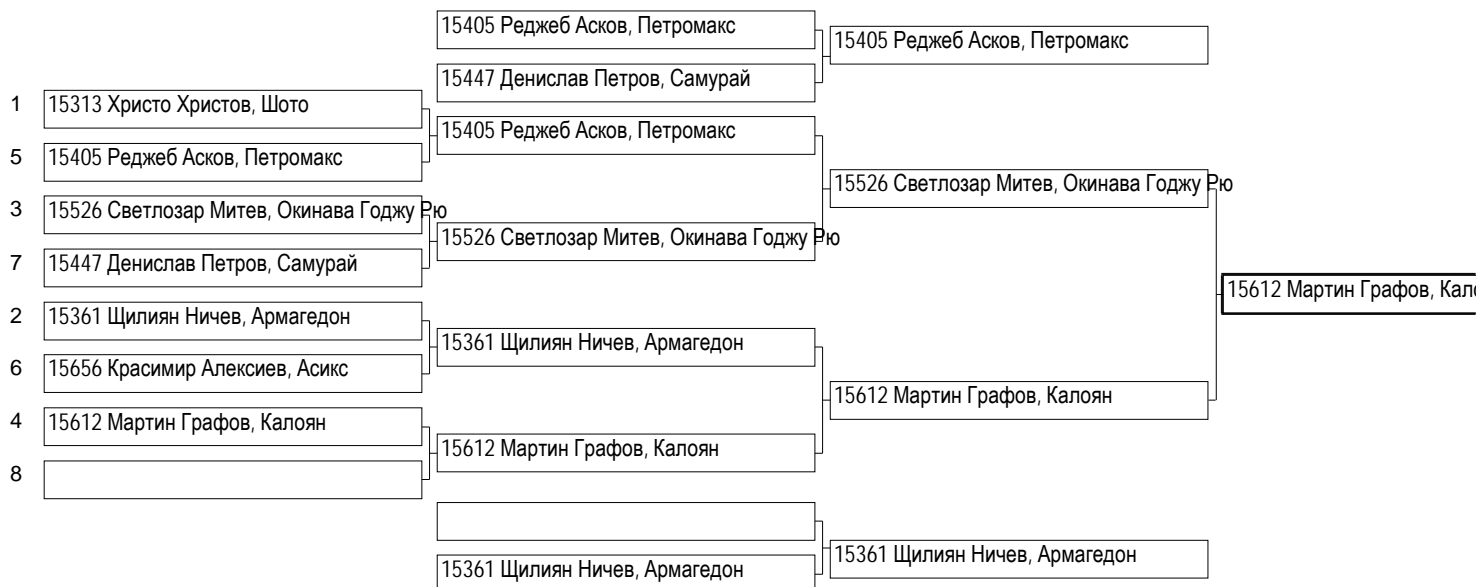 15405 Реджеб Асков, Петромакс
15405 Реджеб Асков, Петромакс
15447 Денислав Петров, Самурай
1 15313 Христо Христов, Шото
15405 Реджеб Асков, Петромакс
5 15405 Реджеб Асков, Петромакс
15526 Светлозар Митев, Окинава Годжу Рю
3 15526 Светлозар Митев, Окинава Годжу Рю
15526 Светлозар Митев, Окинава Годжу Рю
7 15447 Денислав Петров, Самурай
15612 Мартин Графов,
2 15361 Щилиян Ничев, Армагедон
15361 Щилиян Ничев, Армагедон
6 15656 Красимир Алексиев, Асикс
15612 Мартин Графов, Калоян
4 15612 Мартин Графов, Калоян
15612 Мартин Графов, Калоян
8
15361 Щилиян Ничев, Армагедон
15361 Щилиян Ничев, Армагедон